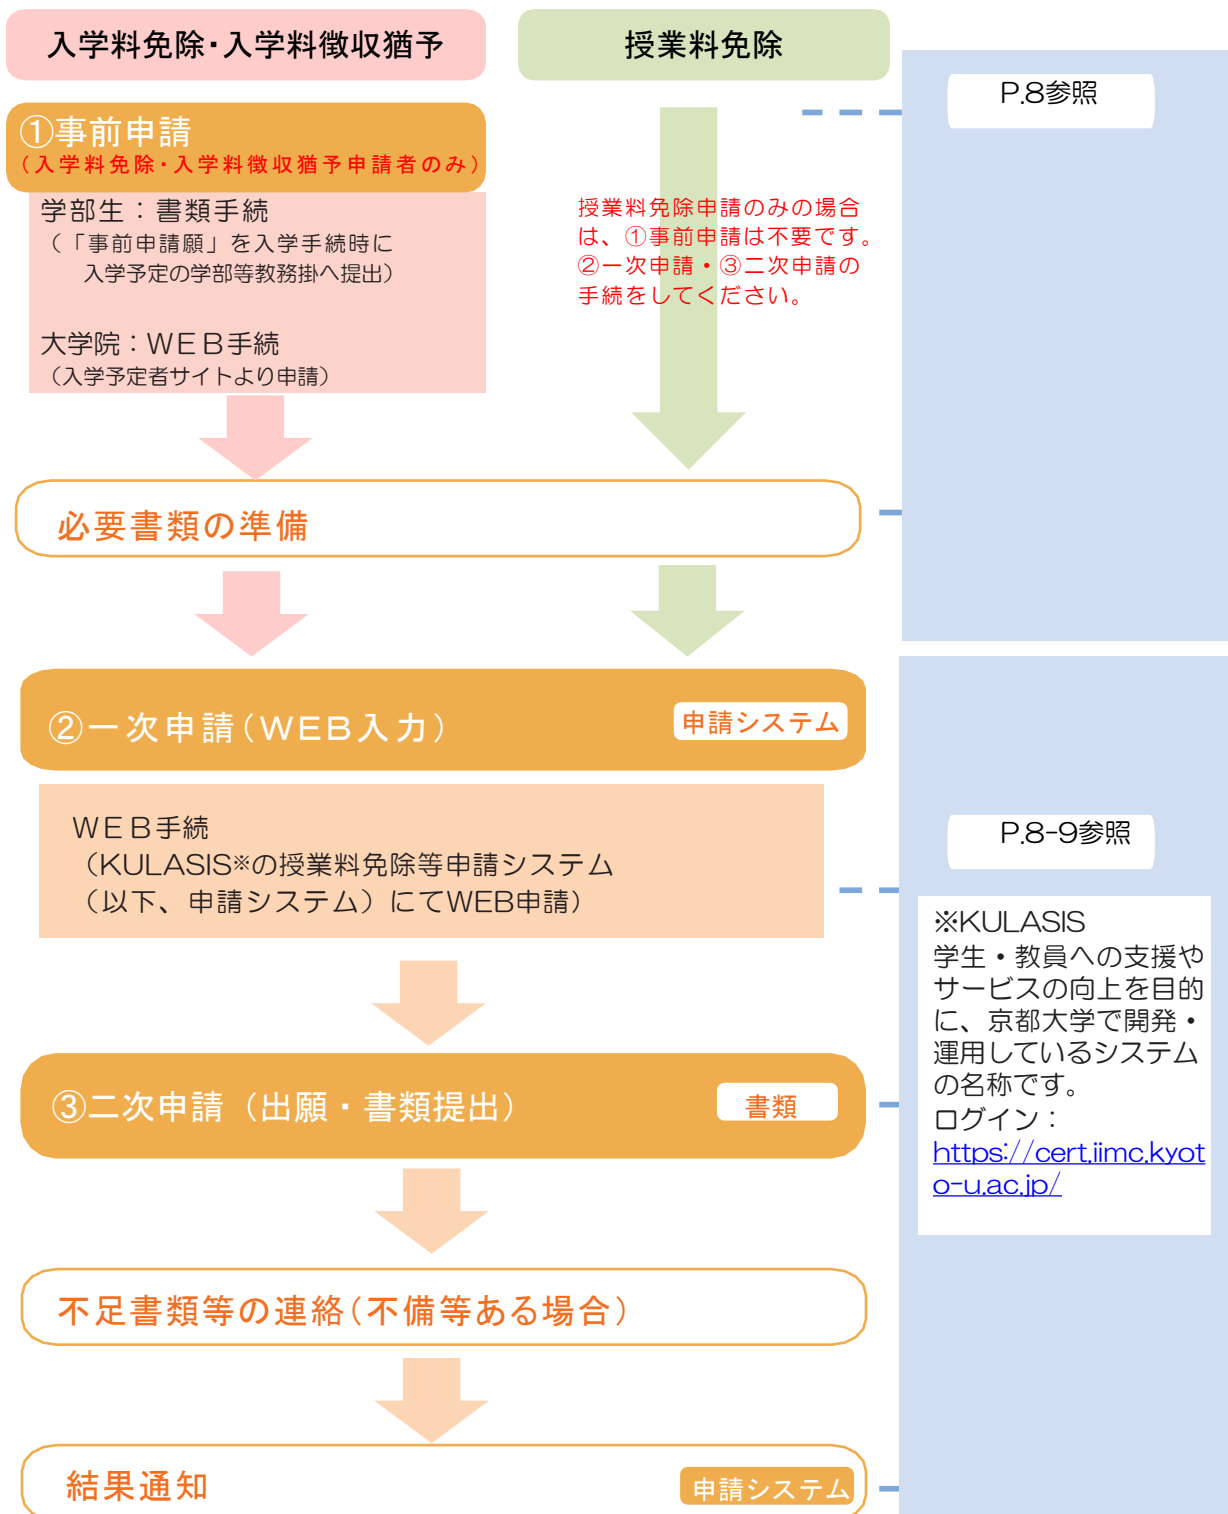 入学料免除・入学料徴収猶予
授業料免除
P.8参照
①事前申請
（入学料免除・入学料徴収猶予申請者のみ）
学部生：書類手続
（「事前申請願」を入学手続時に
入学予定の学部等教務掛へ提出）
大学院：ＷＥＢ手続
（入学予定者サイトより申請）
授業料免除申請のみの場合
は、①事前申請は不要です。
②一次申請・③二次申請の
手続をしてください。
必要書類の準備
②一次申請（WEB入力）
申請システム
ＷＥＢ手続
（KULASIS※の授業料免除等申請システム
（以下、申請システム）にてWEB申請）
P.8-9参照
※KULASIS
学生・教員への支援や
サービスの向上を目的
に、京都大学で開発・
運用しているシステム
の名称です。
ログイン：
https://cert.iimc.kyot
o-u.ac.jp/
③二次申請（出願・書類提出）
書類
不足書類等の連絡（不備等ある場合）
結果通知
申請システム